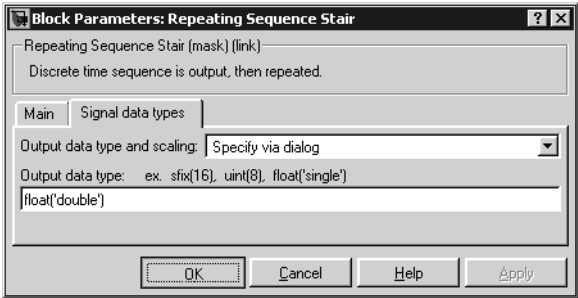 Block Parameters: Repeating Sequence Stair
Repeating Sequence Stair (mask) (link)
Discrete time sequence is output, then repeated.
Main Signal data types
Output data type and scaling: Specify via dialog
Output data type: ex. sfix(16), uint(8), float('single')
float('double')
OK Cancel Help Apply